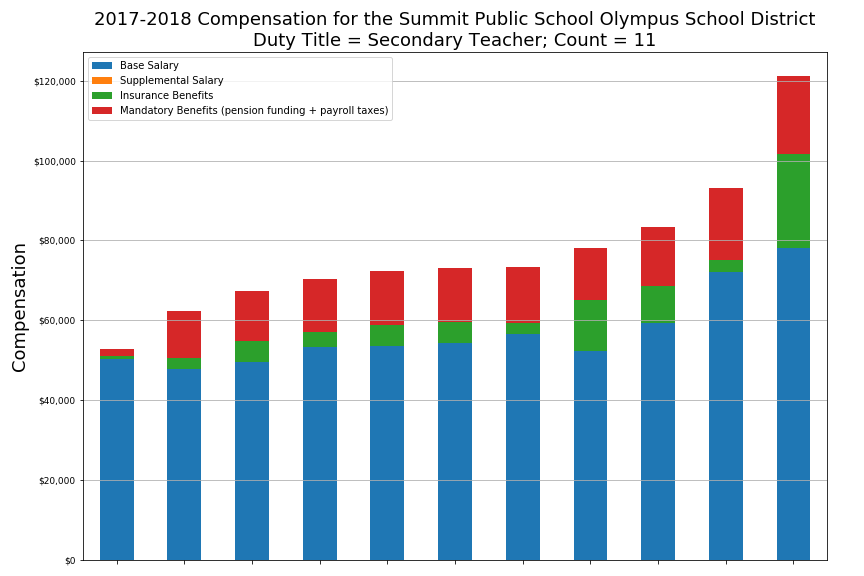 2017-2018 Compensation for the Summit Public School Olympus School District
Duty Title = Secondary Teacher; Count = 11
Base Salary
Supplemental Salary
Insurance Benefits
Mandatory Benefits (pension funding + payroll taxes)
Compensation
$120,000
$100,000
$80,000
$60,000
$40,000
$20,000
$0